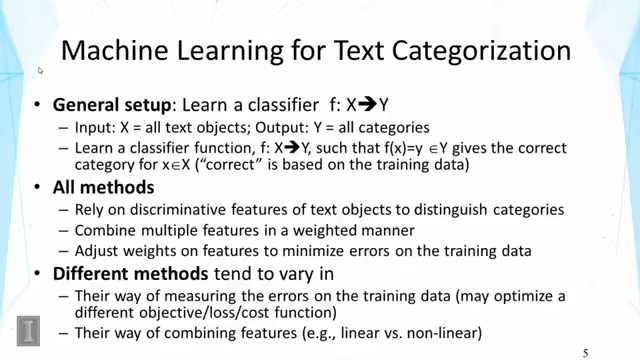 Machine Learning for Text Categorization
• General setup: Learn a classifier f: X➔Y
– Input: X = all text objects; Output: Y = all categories
– Learn a classifier function, f: X➔Y, such that f(x)=y ∈Y gives the correct
category for x∈X ("correct" is based on the training data)
• All methods
– Rely on discriminative features of text objects to distinguish categories
– Combine multiple features in a weighted manner
– Adjust weights on features to minimize errors on the training data
• Different methods tend to vary in
– Their way of measuring the errors on the training data (may optimize a
different objective/loss/cost function)
– Their way of combining features (e.g., linear vs. non-linear)
I
5